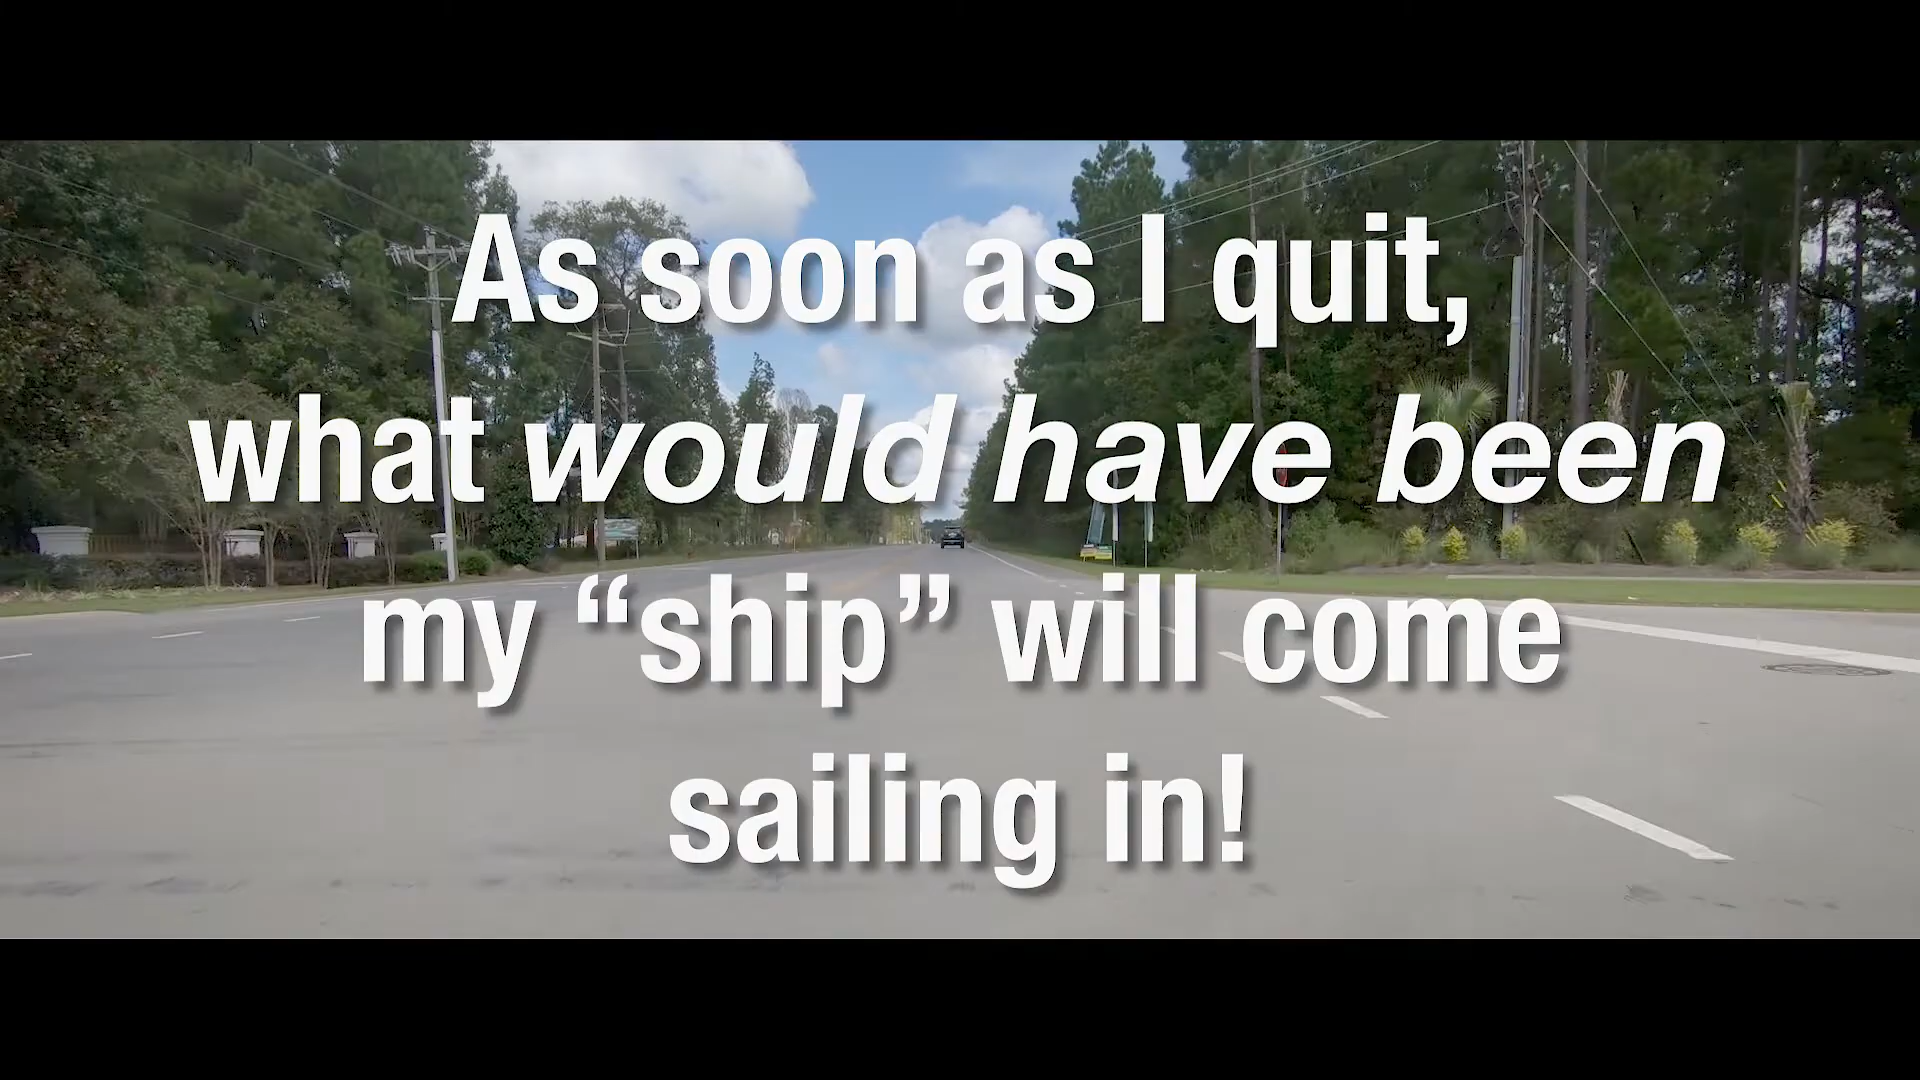 As soon as I quit,
what would have been
my “ship” will come
sailing in!